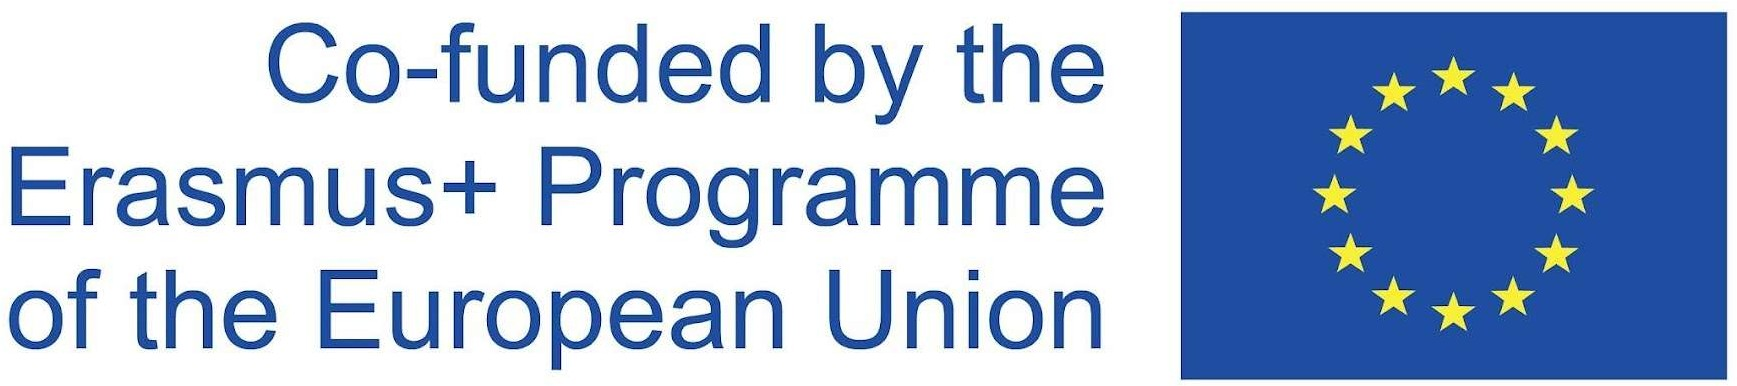 Co-funded by the
Erasmus+ Programme
of the European Union